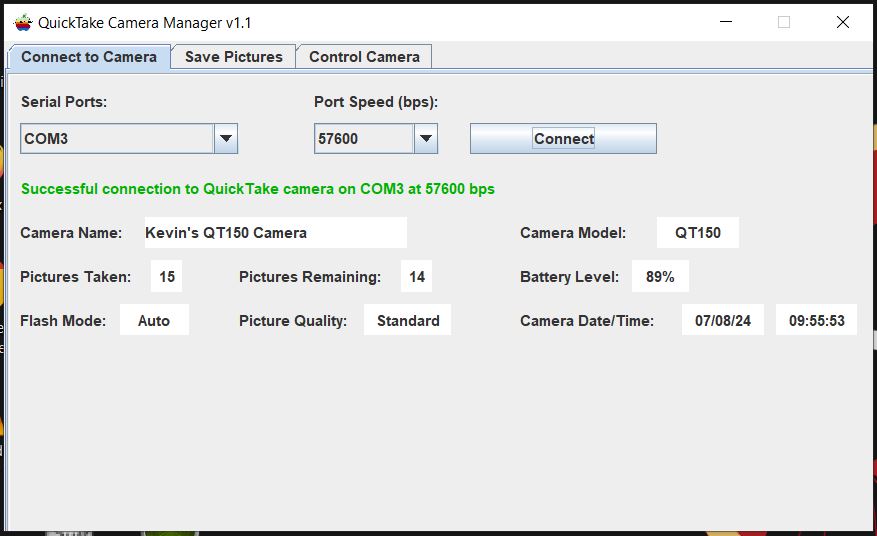 QuickTake Camera Manager v1.1
Connect to Camera Save Pictures Control Camera
Serial Ports: Port Speed (bps):
COM3 57600 Connect
Successful connection to QuickTake camera on COM3 at 57600 bps
Camera Name: Kevin's QT150 Camera Camera Model: QT150
Pictures Taken: 15 Pictures Remaining: 14 Battery Level: 89%
Flash Mode: Auto Picture Quality: Standard Camera Date/Time: 07/08/24 09:55:53